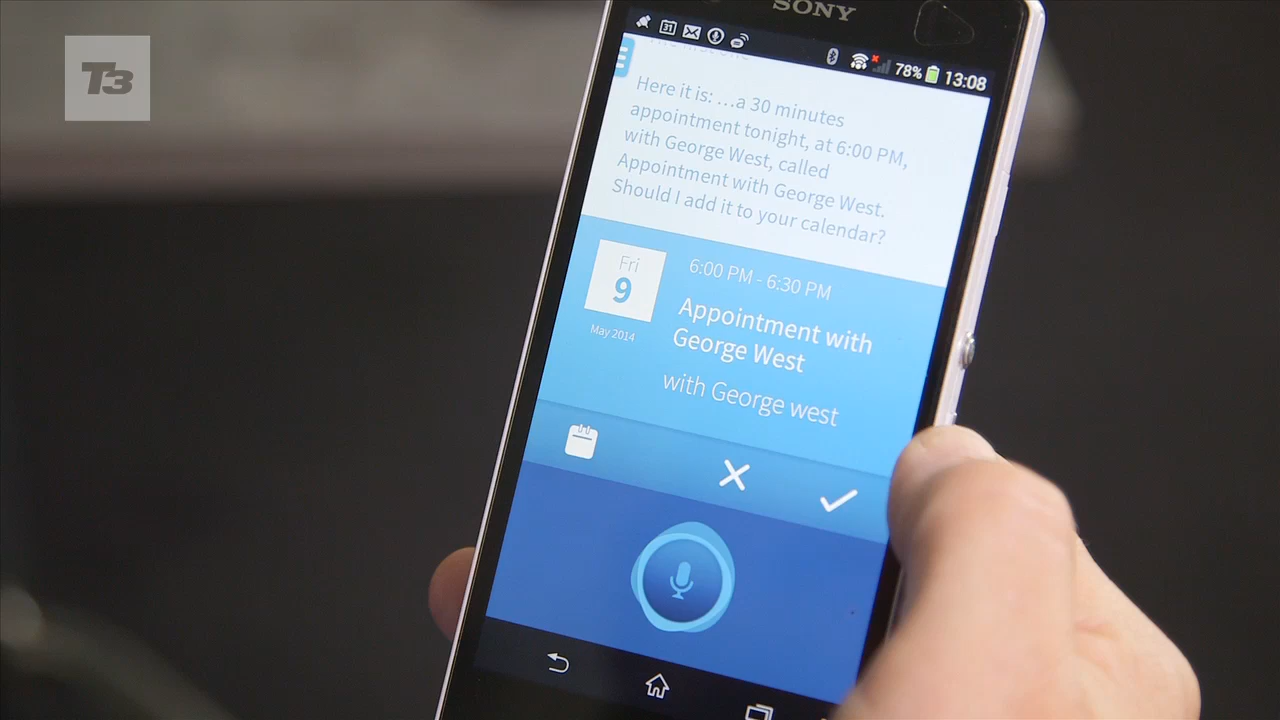 T3
SONY
31
78%
13:08
Here it is: ...a 30 minutes
appointment tonight, at 6:00 PM,
with George West, called
Appointment with George West.
Should I add it to your calendar?
Fri
9
May 2014
6:00 PM - 6:30 PM
Appointment with
George West
with George west